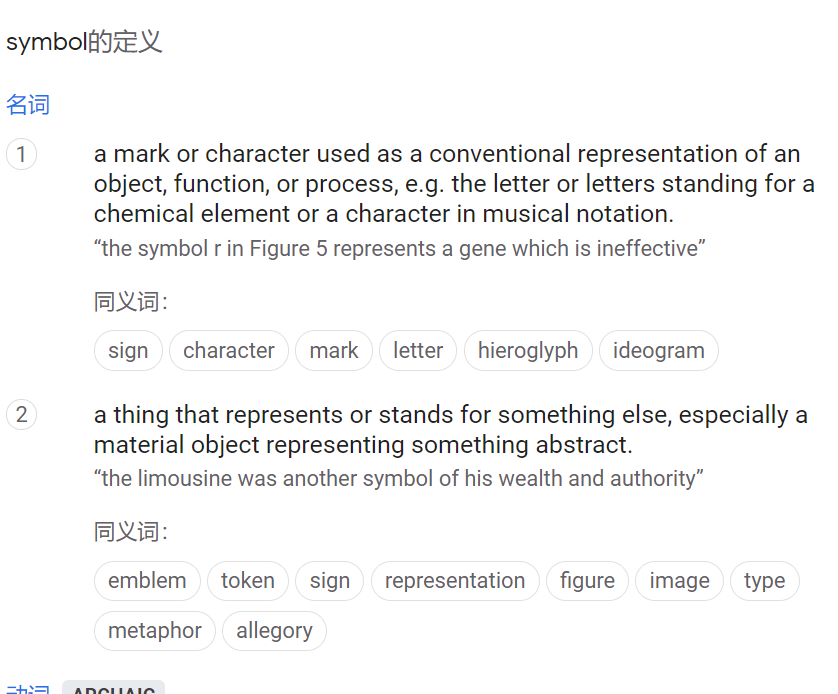 symbol的定义
名词
1
a mark or character used as a conventional representation of an
object, function, or process, e.g. the letter or letters standing for a
chemical element or a character in musical notation.
“the symbol r in Figure 5 represents a gene which is ineffective”
同义词：
sign character mark letter hieroglyph ideogram
2
a thing that represents or stands for something else, especially a
material object representing something abstract.
“the limousine was another symbol of his wealth and authority”
同义词：
emblem token sign representation figure image type
metaphor allegory
动词 ARCHAIC